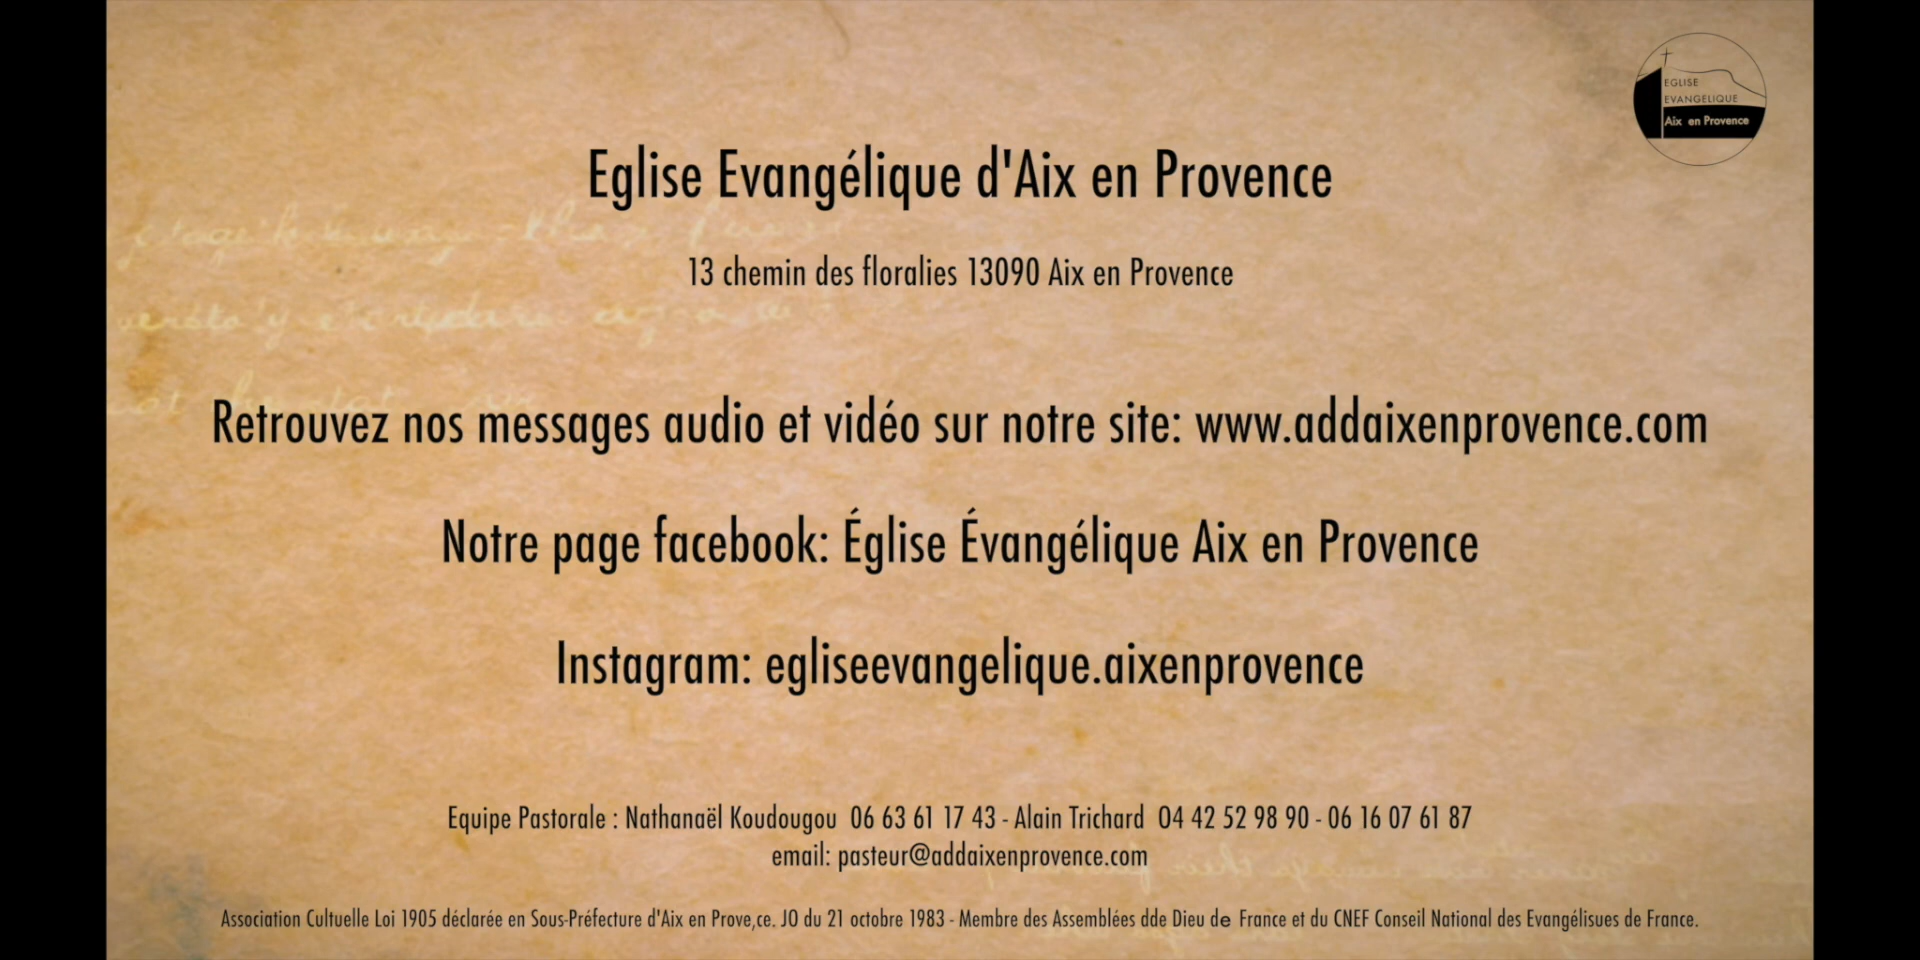 EGLISE
EVANGELIQUE
Aix en Provence
Eglise Evangélique d'Aix en Provence
13 chemin des floralies 13090 Aix en Provence
Retrouvez nos messages audio et vidéo sur notre site: www.addaixenprovence.com
Notre page facebook: Église Évangélique Aix en Provence
Instagram: egliseevangelique.aixenprovence
Equipe Pastorale : Nathanaël Koudougou 06 63 61 17 43 - Alain Trichard 04 42 52 98 90 - 06 16 07 61 87
email: pasteur@addaixenprovence.com
Association Cultuelle Loi 1905 déclarée en Sous-Préfecture d'Aix en Prove,ce. JO du 21 octobre 1983 - Membre des Assemblées dde Dieu de France et du CNEF Conseil National des Evangélisues de France.